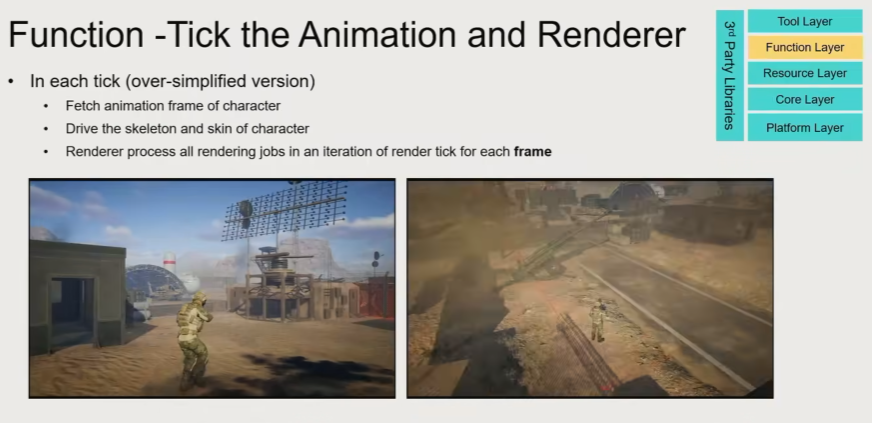 Function -Tick the Animation and Renderer
• In each tick (over-simplified version)
• Fetch animation frame of character
• Drive the skeleton and skin of character
• Renderer process all rendering jobs in an iteration of render tick for each frame
3rd Party Libraries
Tool Layer
Function Layer
Resource Layer
Core Layer
Platform Layer